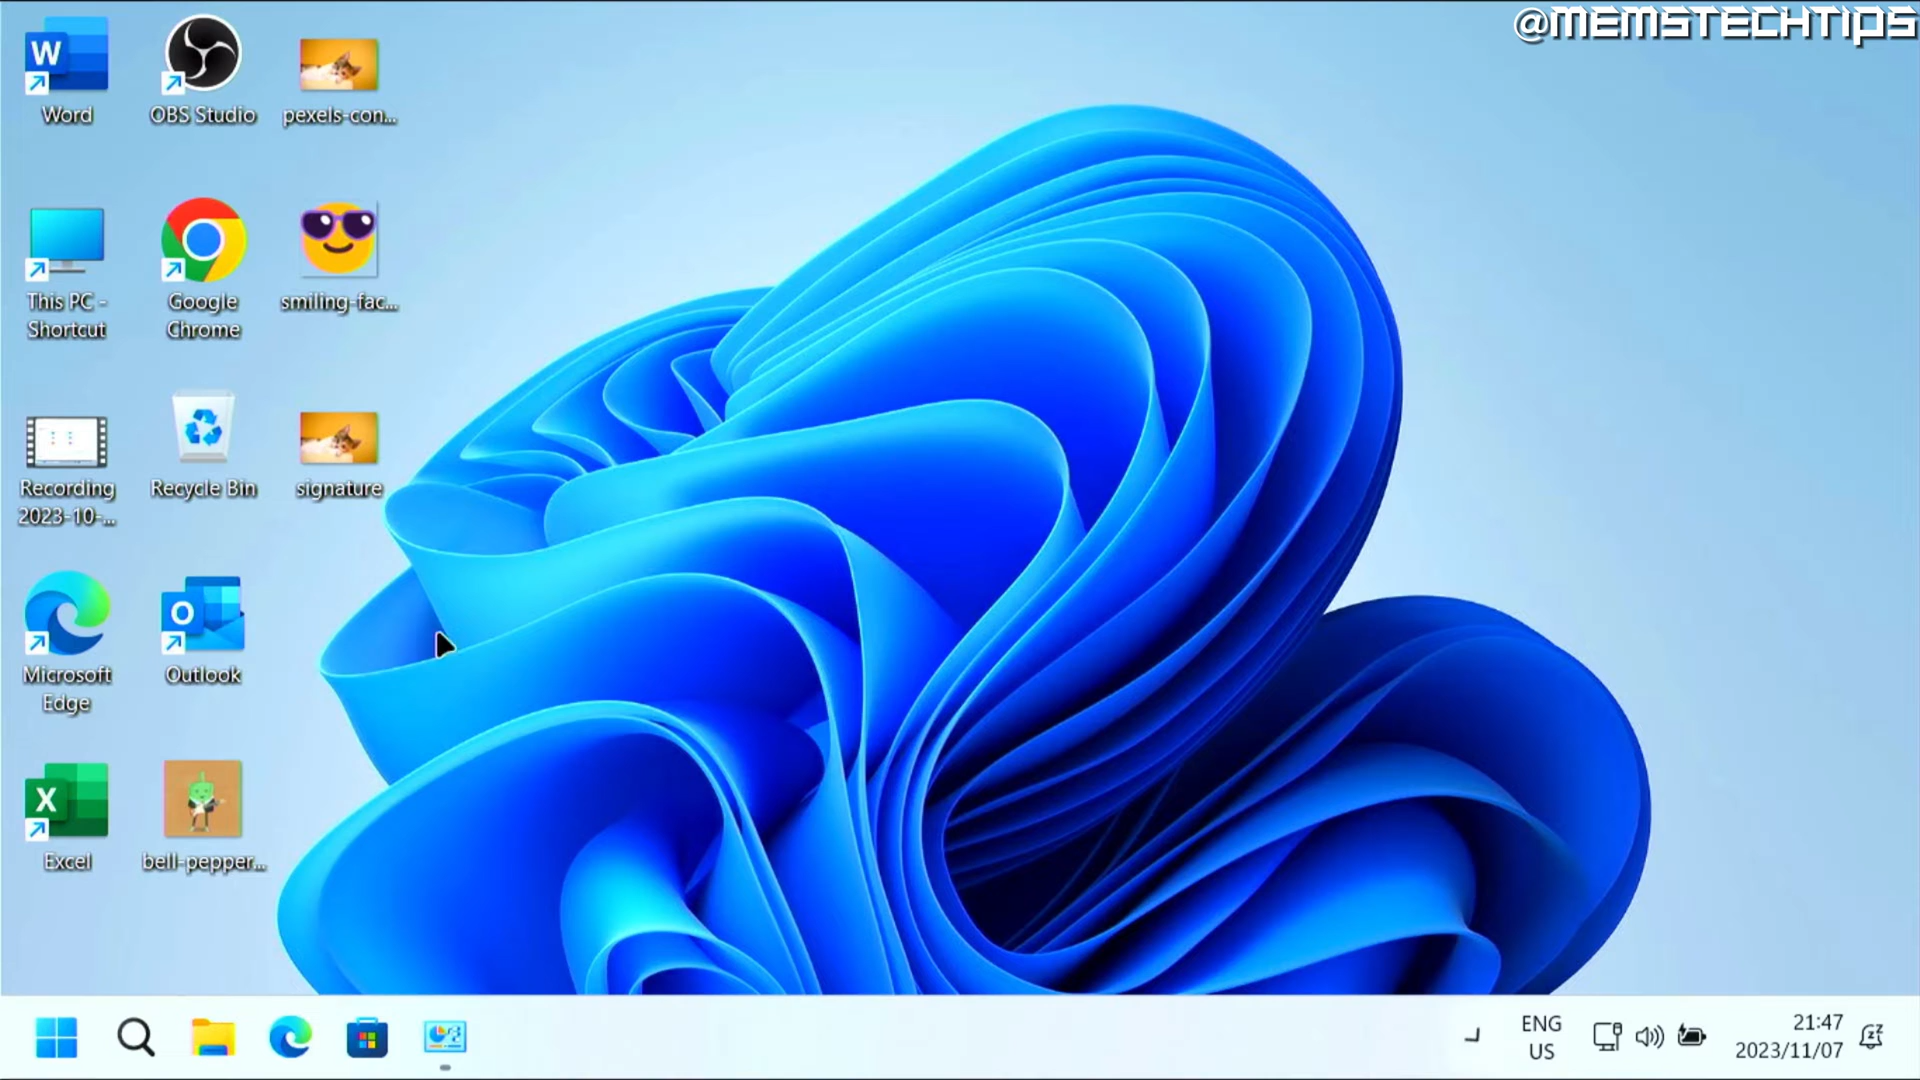 @MEMSTECHTIPS
Word
OBS Studio
pexels-con...
This PC -
Shortcut
Google
Chrome
smiling-fac...
Recording
2023-10-...
Recycle Bin
signature
Microsoft
Edge
Outlook
Excel
bell-pepper...
ENG
US
21:47
2023/11/07